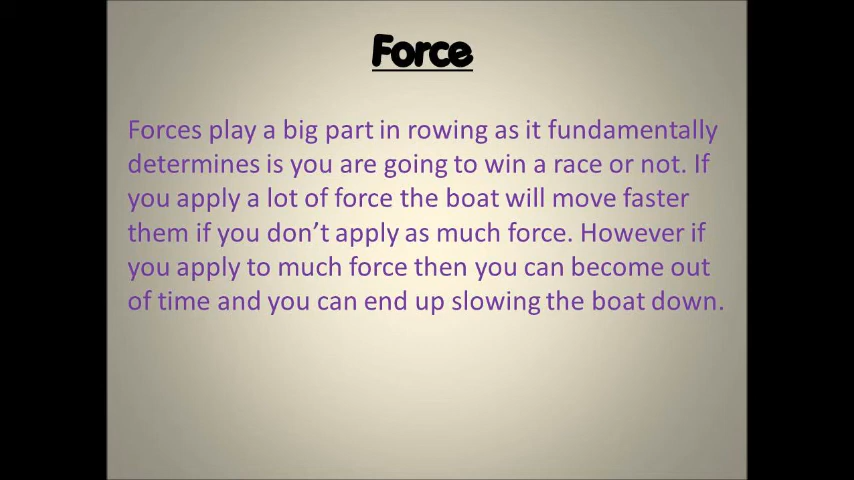 Force
Forces play a big part in rowing as it fundamentally
determines is you are going to win a race or not. If
you apply a lot of force the boat will move faster
them if you don’t apply as much force. However if
you apply to much force then you can become out
of time and you can end up slowing the boat down.